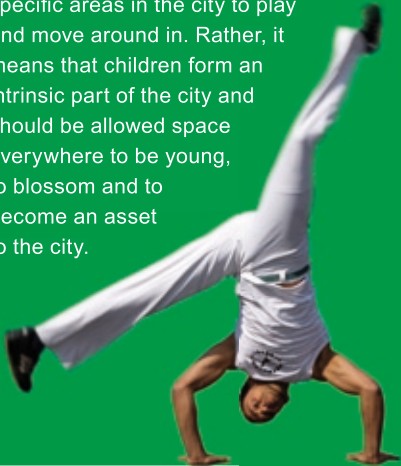 pecific areas in the city to play
nd move around in. Rather, it
neans that children form an
ntrinsic part of the city and
hould be allowed space
verywhere to be young,
o blossom and to
ecome an asset
o the city.